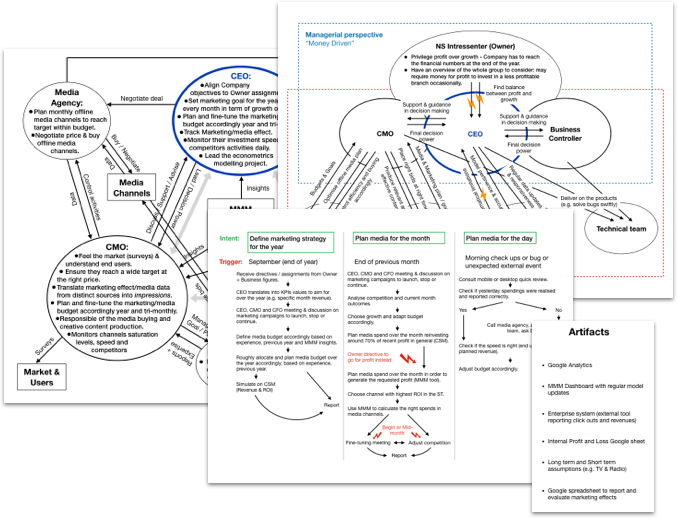 Managerial perspective
"Money Driven"
NS Intressenter (Owner)
• Privilege profit over growth - Company has to
reach the financial numbers at the end of the year.
• Have an overview of the whole group to consider: may
require money for profit to invest in a less profitable
branch occasionally.
Find balance
between profit and
growth
Support & guidance
in decision making
Final decision
power
Support & guidance
in decision making
Final decision
power
CMO
CEO
Business
Controller
Budgets & Goals
Deliver on the products
(e.g. solve bugs swiftly)
Technical team
Media
Agency:
• Plan monthly offline
media channels to reach
target within budget.
• Negotiate price & buy
offline media
channels.
Negotiate deal
CEO:
•Align Company
objectives to Owner assignm
•Set marketing goal for the yea
every month in term of growth o
• Plan and fine-tune the marketing
budget accordingly year and tri-
•Track Marketing/media effect.
•Monitor their investment spee
competitors activities daily.
• Lead the econometrics
modelling project.
Buy / Negotiate
Data
Media
Channels
Data
Control activities
Lead / Decision Power
Insights
CMO:
•Feel the market (surveys) &
understand end users.
• Ensure they reach a wide target at
the right price.
•Translate marketing effect/media data
from distinct sources into impressions.
• Plan and fine-tune the marketing/media
budget accordingly year and tri-monthly.
•Responsible of the media buying and
creative content production.
•Monitors channels saturation
levels, speed and
competitors
Surveys
Market &
Users
Intent:
Define marketing strategy
for the year
Plan media for the month
Plan media for the day
Trigger:
September (end of year)
End of previous month
Morning check ups or bug or
unexpected external event
Receive directives / assignments from Owner
+ Business figures.
CEO translates into KPIs values to aim for
over the year (e.g. specific month revenue).
CEO, CMO and CFO meeting & discussion
on marketing campaigns to launch, stop or
continue.
Define media budget accordingly based on
experience, previous year and MMM insights.
Roughly allocate and plan media budget over
the year accordingly, based on experience,
previous year.
Simulate on CSM
(Revenue & ROI)
Report
CEO, CMO and CFO meeting & discussion
on marketing campaigns to launch, stop or
continue.
Analyse competition and current month
outcomes.
Choose growth and adapt budget
accordingly.
Plan media spend over the month reinvesting
around 70% of recent profit in general (CSM).
Owner directive to
go for profit instead
Plan media spend over the month in order to
generate the requested profit (MMM tool).
Choose channel with highest ROI in the ST.
Use MMM to calculate the right spends in
media channels.
Begin or Mid-
month
Fine-tuning meeting
Adjust competition
Report
Consult mobile or desktop quick review.
Check if yesterday spendings were realised
and reported correctly.
Yes
No
Call media agency,
team, ask
Check if the speed is right (and
planned revenue).
Adjust budget accordingly.
Artifacts
• Google Analytics
• MMM Dashboard with regular model
updates
• Enterprise system (external tool
reporting click outs and revenues)
• Internal Profit and Loss Google sheet
• Long term and Short term
assumptions (e.g. TV & Radio)
• Google spreadsheet to report and
evaluate marketing effects